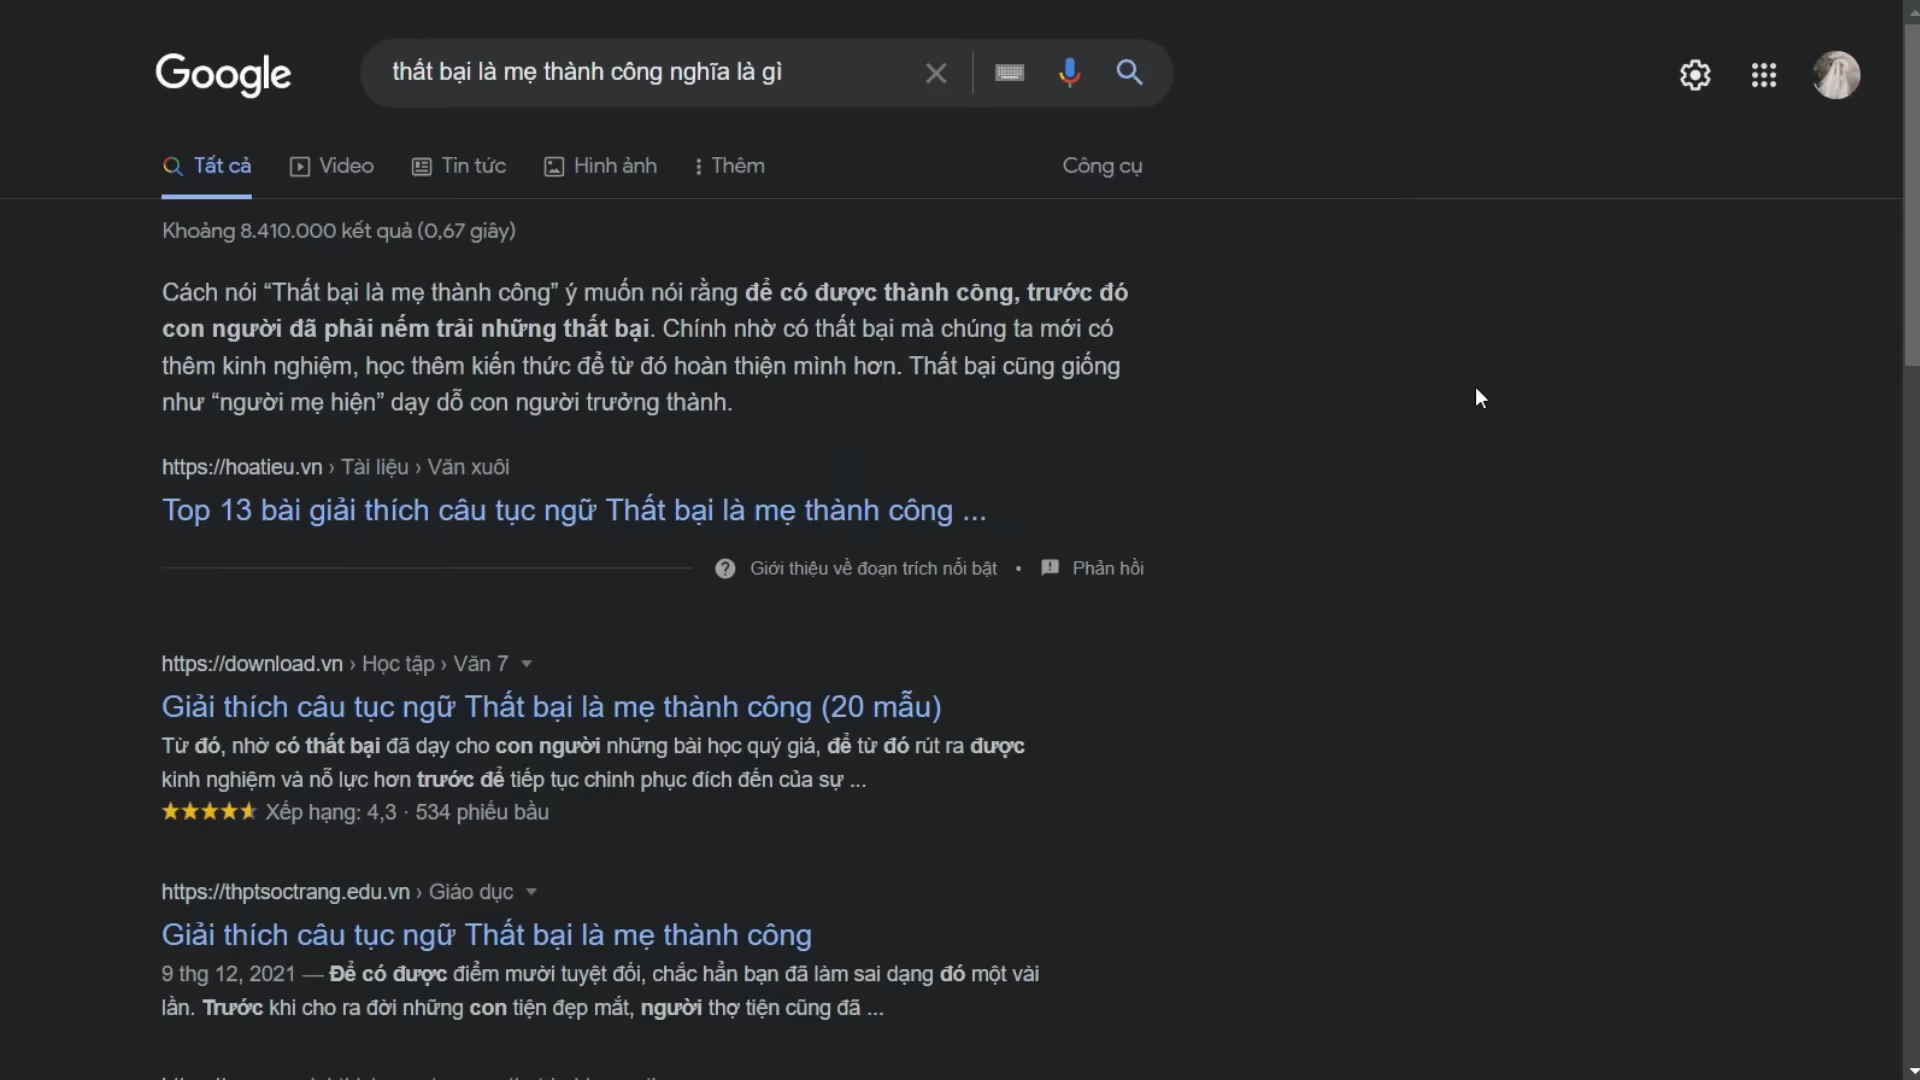 Google
thất bại là mẹ thành công nghĩa là gì
Tất cả
Video
Tin tức
Hình ảnh
Thêm
Công cụ
Khoảng 8.410.000 kết quả (0,67 giây)
Cách nói “Thất bại là mẹ thành công” ý muốn nói rằng để có được thành công, trước đó
con người đã phải nếm trải những thất bại. Chính nhờ có thất bại mà chúng ta mới có
thêm kinh nghiệm, học thêm kiến thức để từ đó hoàn thiện mình hơn. Thất bại cũng giống
như “người mẹ hiện” dạy dỗ con người trưởng thành.
https://hoatieu.vn › Tài liệu › Văn xuôi
Top 13 bài giải thích câu tục ngữ Thất bại là mẹ thành công ...
Giới thiệu về đoạn trích nổi bật • Phản hồi
https://download.vn › Học tập › Văn 7
Giải thích câu tục ngữ Thất bại là mẹ thành công (20 mẫu)
Từ đó, nhờ có thất bại đã dạy cho con người những bài học quý giá, để từ đó rút ra được
kinh nghiệm và nỗ lực hơn trước để tiếp tục chinh phục đích đến của sự ...
Xếp hạng: 4,3 · 534 phiếu bầu
https://thptsoctrang.edu.vn › Giáo dục
Giải thích câu tục ngữ Thất bại là mẹ thành công
9 thg 12, 2021 — Để có được điểm mười tuyệt đối, chắc hẳn bạn đã làm sai dạng đó một vài
lần. Trước khi cho ra đời những con tiện đẹp mắt, người thợ tiện cũng đã ...